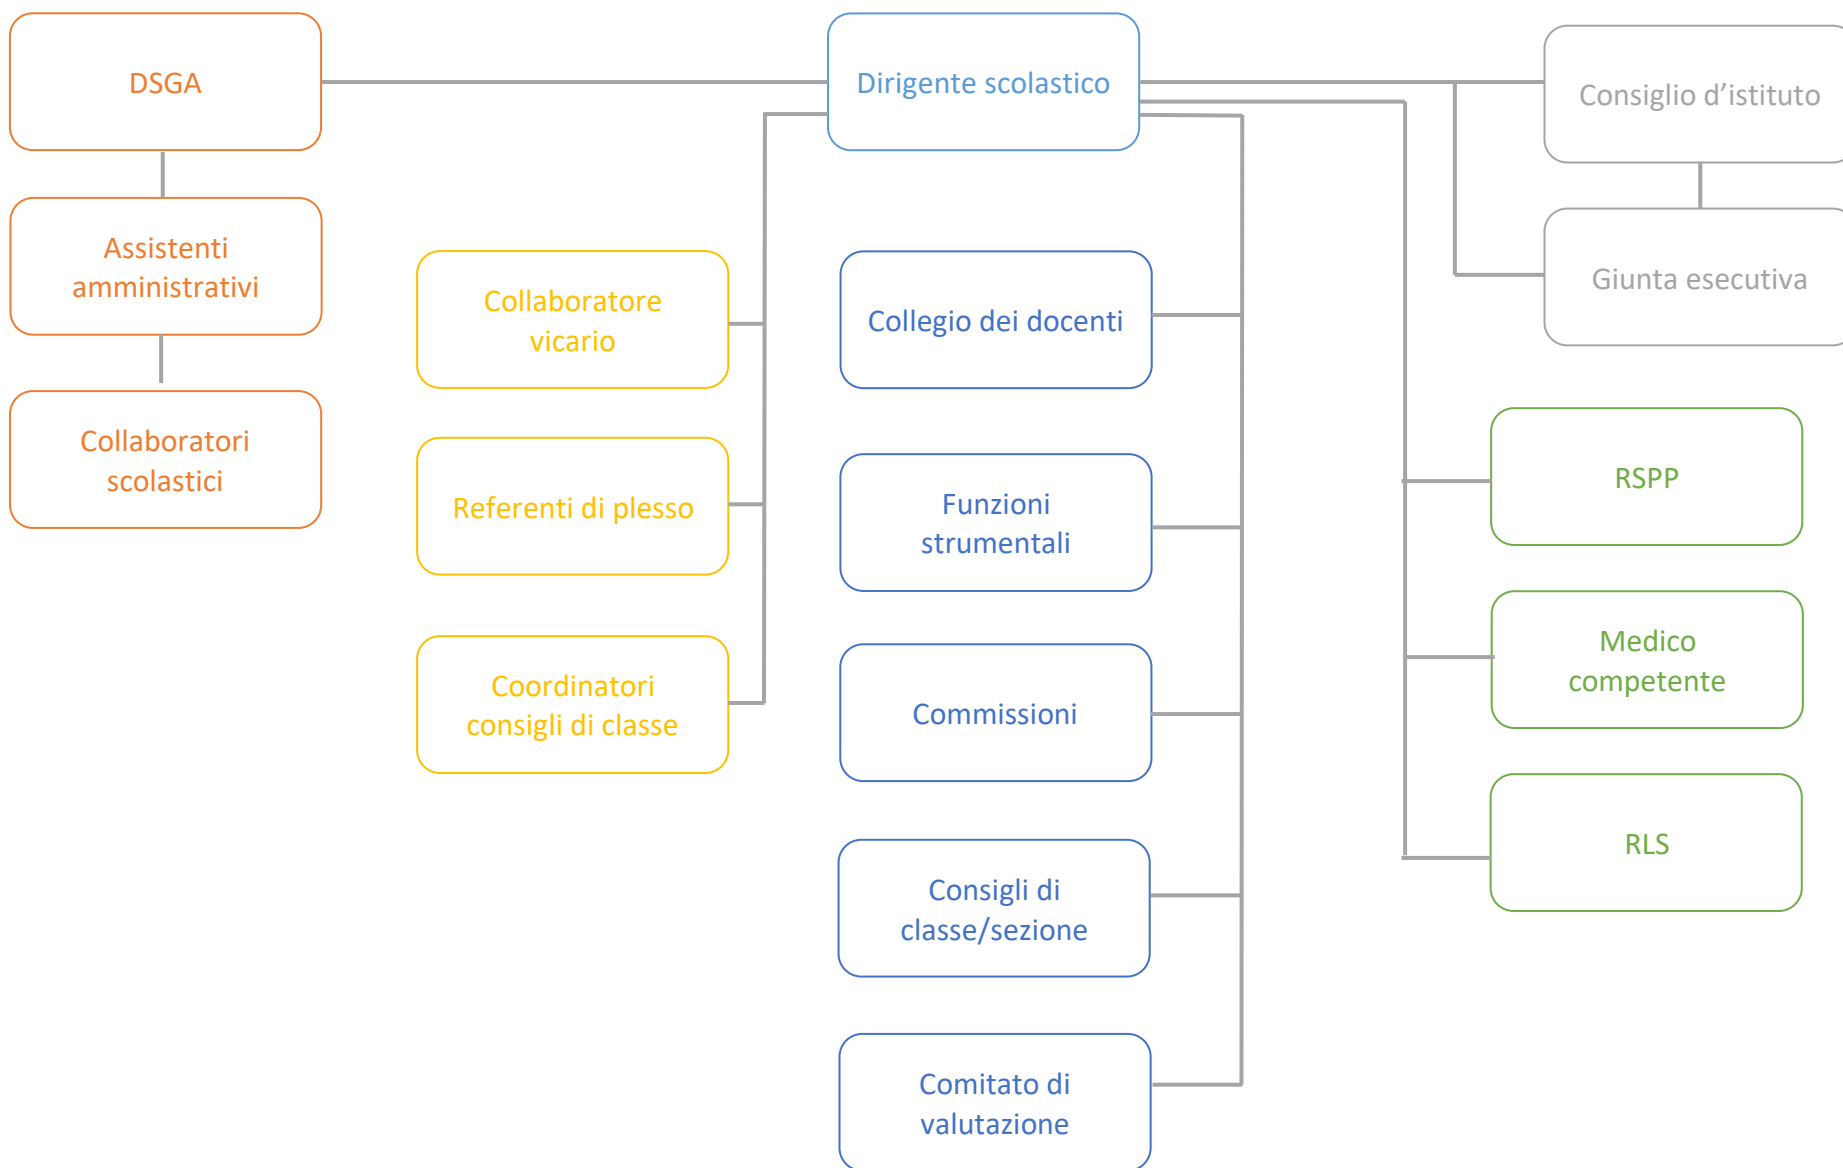 DSGA
Dirigente scolastico
Consiglio d’istituto
Assistenti
amministrativi
Giunta esecutiva
Collaboratore
vicario
Collegio dei docenti
Collaboratori
scolastici
RSPP
Referenti di plesso
Funzioni
strumentali
Medico
competente
Coordinatori
consigli di classe
Commissioni
RLS
Consigli di
classe/sezione
Comitato di
valutazione